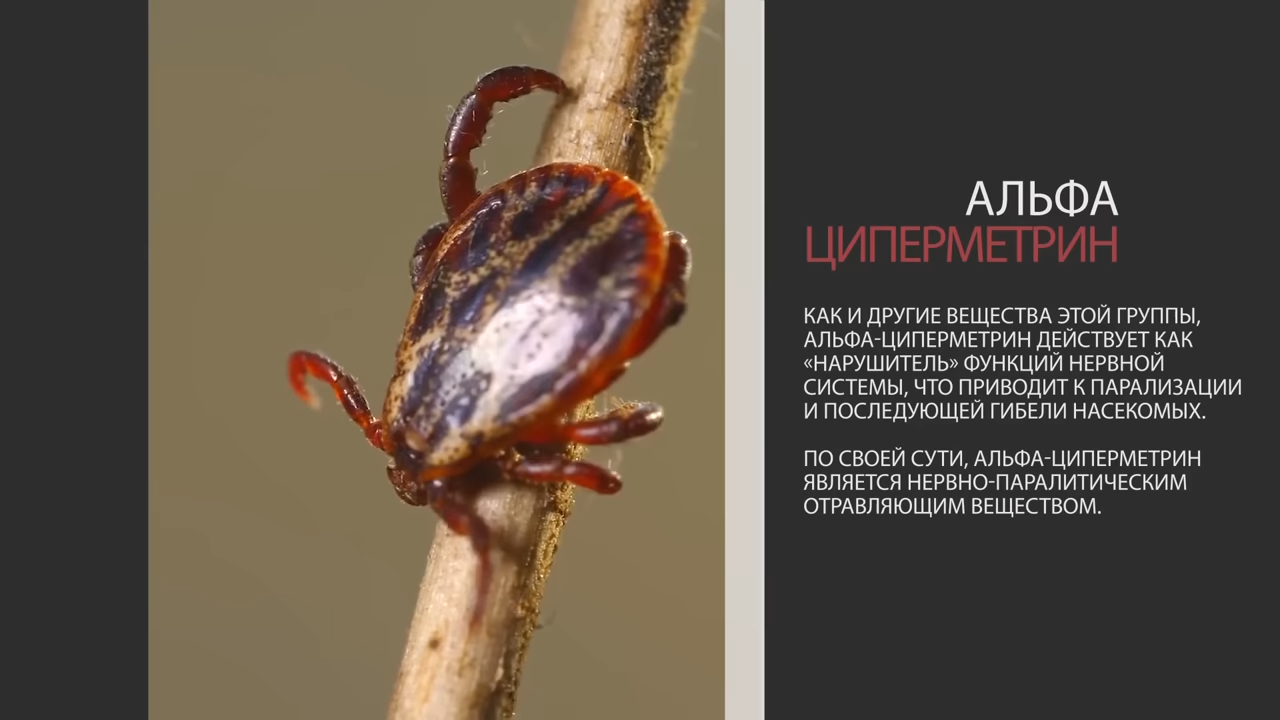 АЛЬФА
ЦИПЕРМЕТРИН
КАК И ДРУГИЕ ВЕЩЕСТВА ЭТОЙ ГРУППЫ,
АЛЬФА-ЦИПЕРМЕТРИН ДЕЙСТВУЕТ КАК
«НАРУШИТЕЛЬ» ФУНКЦИЙ НЕРВНОЙ
СИСТЕМЫ, ЧТО ПРИВОДИТ К ПАРАЛИЗАЦИИ
И ПОСЛЕДУЮЩЕЙ ГИБЕЛИ НАСЕКОМЫХ.
ПО СВОЕЙ СУТИ, АЛЬФА-ЦИПЕРМЕТРИН
ЯВЛЯЕТСЯ НЕРВНО-ПАРАЛИТИЧЕСКИМ
ОТРАВЛЯЮЩИМ ВЕЩЕСТВОМ.